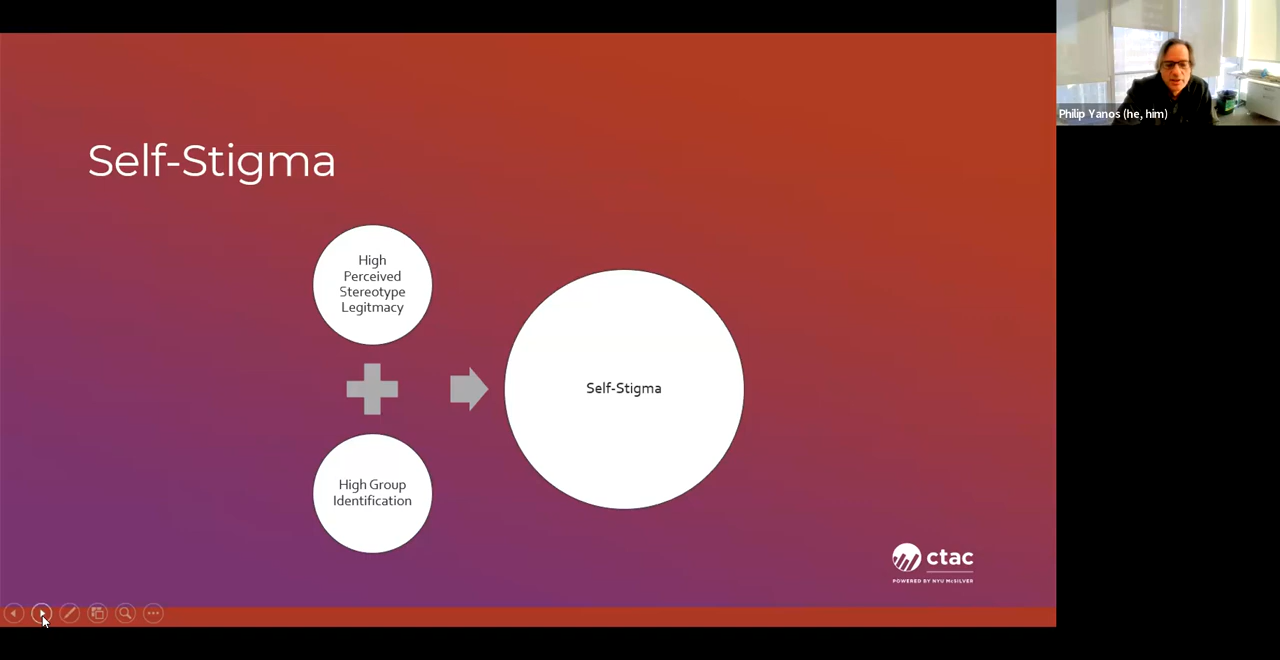 Self-Stigma
High
Perceived
Stereotype
Legitmacy
High Group
Identification
Self-Stigma
ctac
POWERED BY NYU McSILVER
Philip Yanos (he, him)